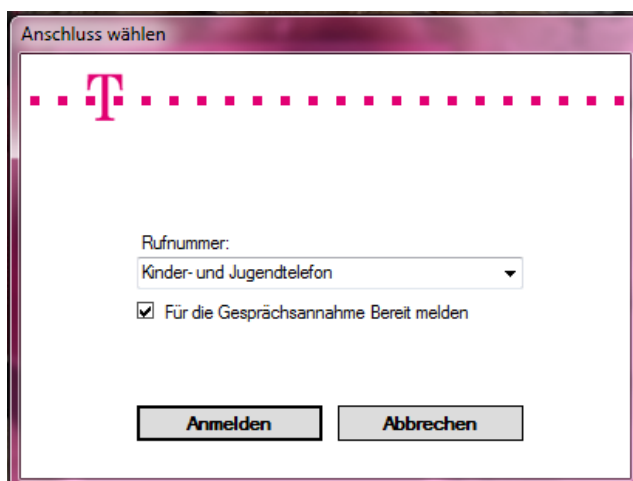 Anschluss wählen
T
Rufnummer:
Kinder- und Jugendtelefon
Für die Gesprächsannahme Bereit melden
Anmelden Abbrechen